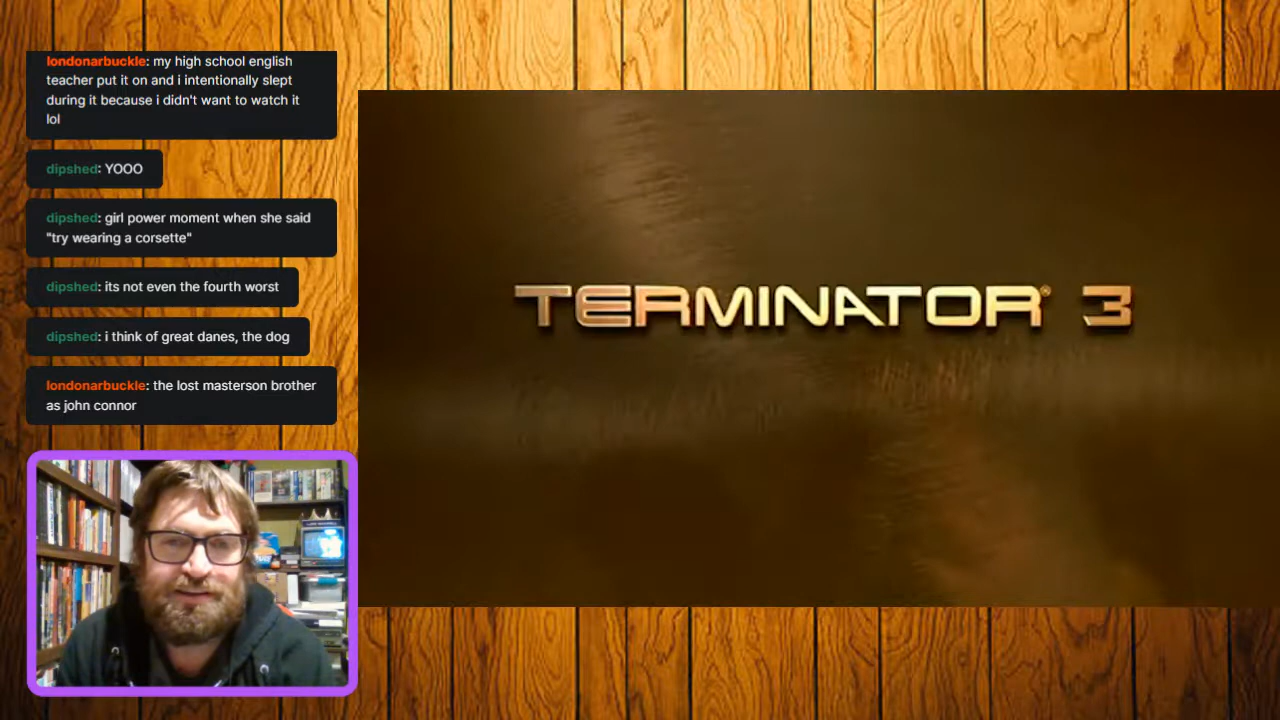 londonarbuckle: my high school english
teacher put it on and i intentionally slept
during it because i didn't want to watch it
lol
dipshed: YOOO
dipshed: girl power moment when she said
"try wearing a corsette"
dipshed: its not even the fourth worst
dipshed: i think of great danes, the dog
londonarbuckle: the lost masterson brother
as john connor
TERMINATOR® 3